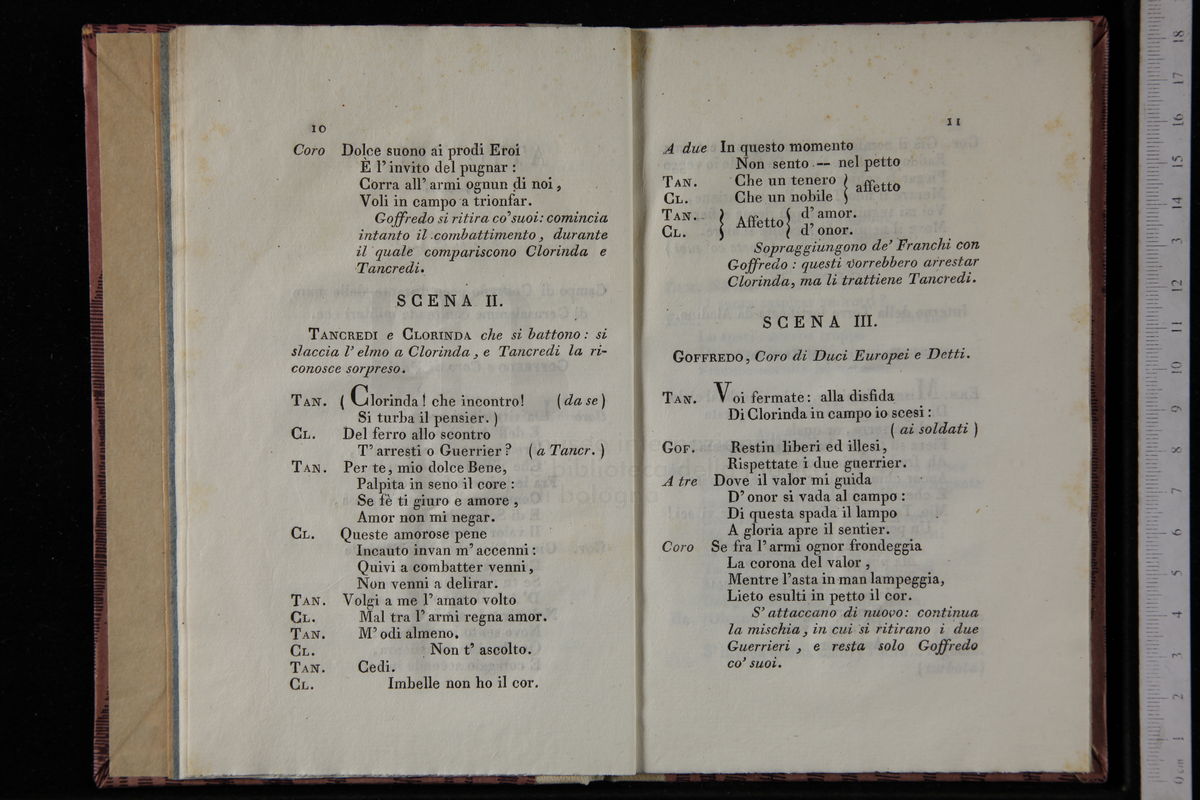 10
Coro Dolce suono ai prodi Eroi
È l' invito del pugnar :
Corra all' armi ognun di noi ,
Voli in campo a trionfar.
Goffredo si ritira co' suoi: comincia
intanto il combattimento , durante
il quale compariscono Clorinda e
Tancredi.
SCENA II.
TANCREDI e CLORINDA che si battono : si
slaccia l' elmo a Clorinda , e Tancredi la ri-
conosce sorpreso.
TAN. ( Clorinda ! che incontro! ( da se )
Si turba il pensier. )
CL. Del ferro allo scontro
T' arresti o Guerrier ? ( a Tancr. )
TAN. Per te, mio dolce Bene,
Palpita in seno il core :
Se fè ti giuro e amore ,
Amor non mi negar.
CL. Queste amorose pene
Incauto invan m' accenni :
Quivi a combatter venni ,
Non venni a delirar.
TAN. Volgi a me l' amato volto
CL. Mal tra l' armi regna amor.
TAN. M' odi almeno.
CL. Non t' ascolto.
TAN. Cedi.
CL. Imbelle non ho il cor.
11
A due In questo momento
Non sento — nel petto
TAN. Che un tenero } affetto
CL. Che un nobile }
TAN. } Affetto { d' amor.
CL. } { d' onor.
Sopraggiungono de' Franchi con
Goffredo : questi vorrebbero arrestar
Clorinda, ma li trattiene Tancredi.
SCENA III.
GOFFREDO, Coro di Duci Europei e Detti.
TAN. Voi fermate : alla disfida
Di Clorinda in campo io scesi :
( ai soldati )
GOF. Restin liberi ed illesi,
Rispettate i due guerrier.
A tre Dove il valor mi guida
D' onor si vada al campo :
Di questa spada il lampo
A gloria apre il sentier.
Coro Se fra l' armi ognor frondeggia
La corona del valor ,
Mentre l'asta in man lampeggia,
Lieto esulti in petto il cor.
S' attaccano di nuovo: continua
la mischia , in cui si ritirano i due
Guerrieri , e resta solo Goffredo
co' suoi.